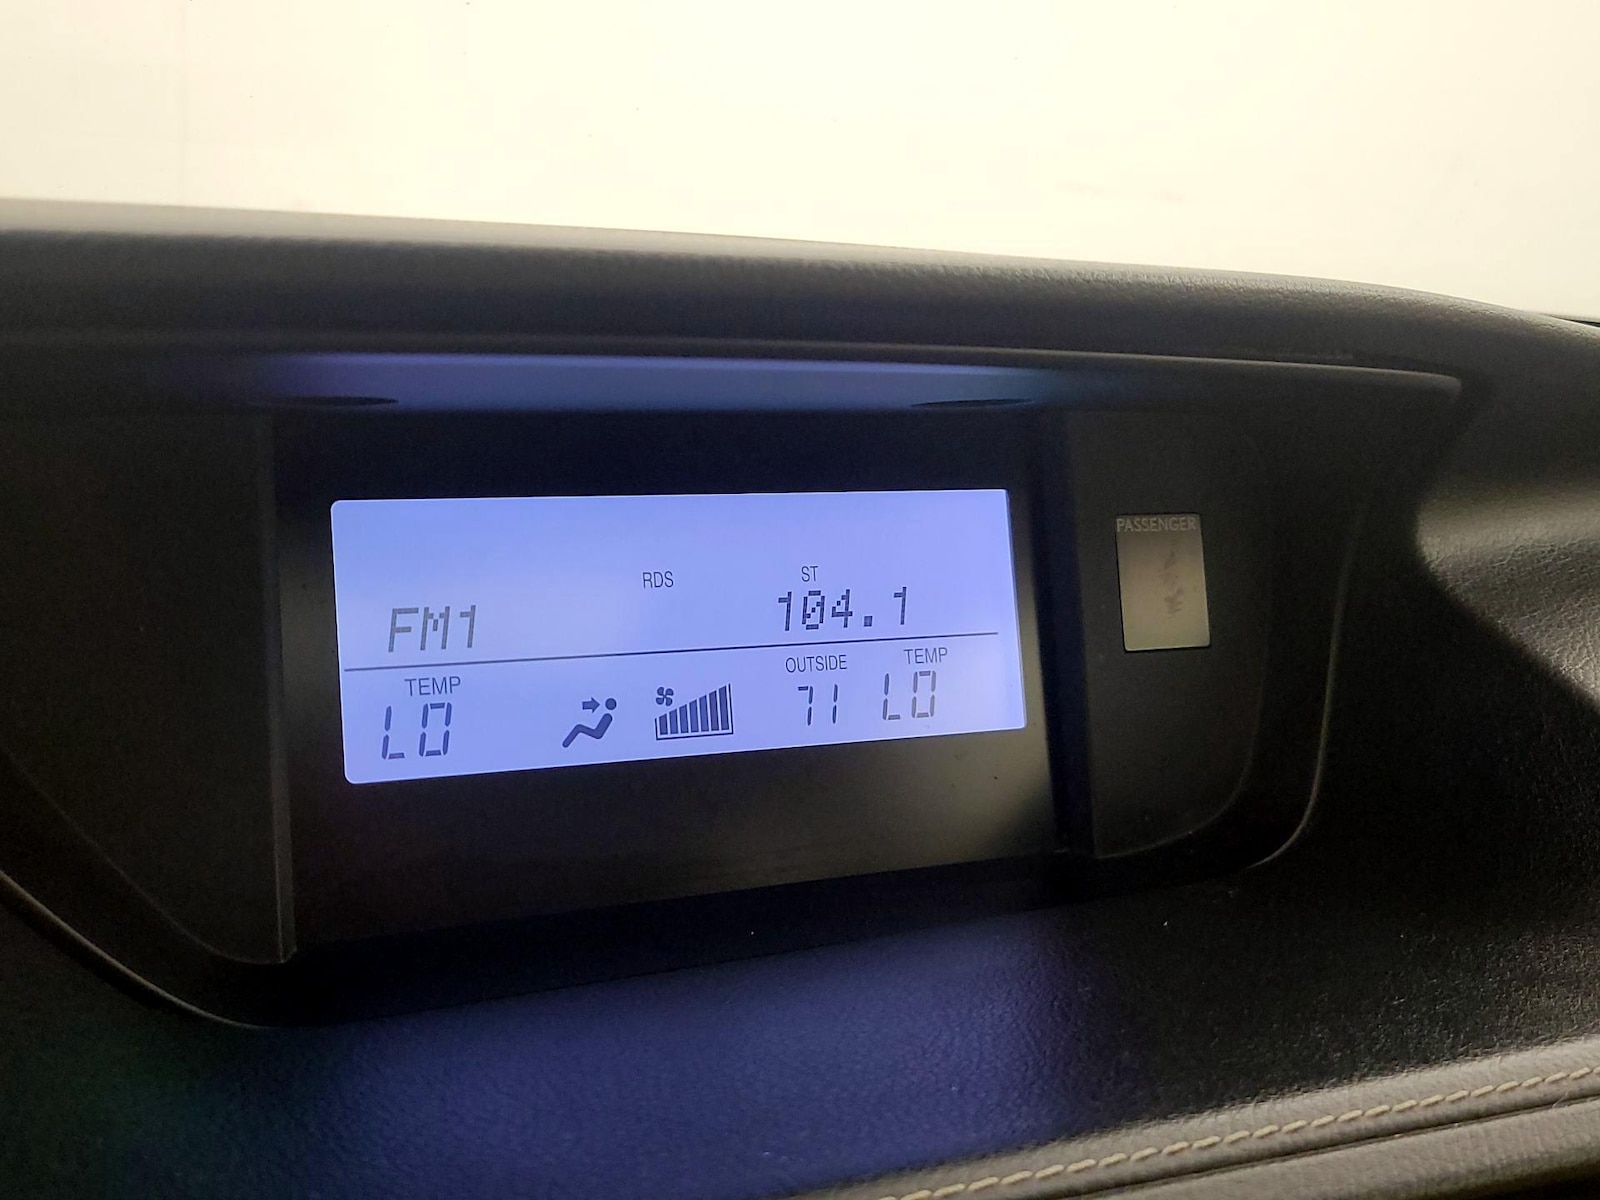 PASSENGER
RDS ST
FM1 104.1
TEMP OUTSIDE TEMP
LO 71 LO